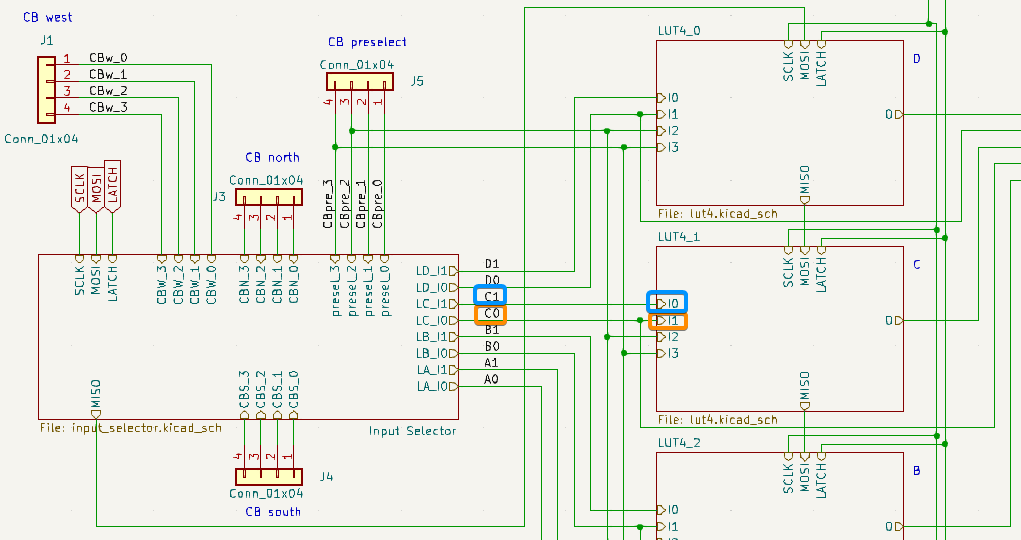 CB west
J1
1 CBw_0
2 CBw_1
3 CBw_2
4 CBw_3
Conn_01x04
CB preselect
Conn_01x04
J5
4 3 2 1
CBpre_3
CBpre_2
CBpre_1
CBpre_0
CB north
Conn_01x04
J3
4 3 2 1
SCLK
MOSI
LATCH
SCLK
MOSI
LATCH
CBW_3
CBW_2
CBW_1
CBW_0
CBN_3
CBN_2
CBN_1
CBN_0
presel_3
presel_2
presel_1
presel_0
LD_I1 D1
LD_I0 D0
LC_I1 C1
LC_I0 C0
LB_I1 B1
LB_I0 B0
LA_I1 A1
LA_I0 A0
MISO
CBS_3
CBS_2
CBS_1
CBS_0
File: input_selector.kicad_sch
Input Selector
4 3 2 1
J4
Conn_01x04
CB south
LUT4_0
SCLK
MOSI
LATCH
D
I0
I1
I2
I3
O
MISO
File: lut4.kicad_sch
LUT4_1
SCLK
MOSI
LATCH
C
I0
I1
I2
I3
O
MISO
File: lut4.kicad_sch
LUT4_2
SCLK
MOSI
LATCH
B
I0
I1
O